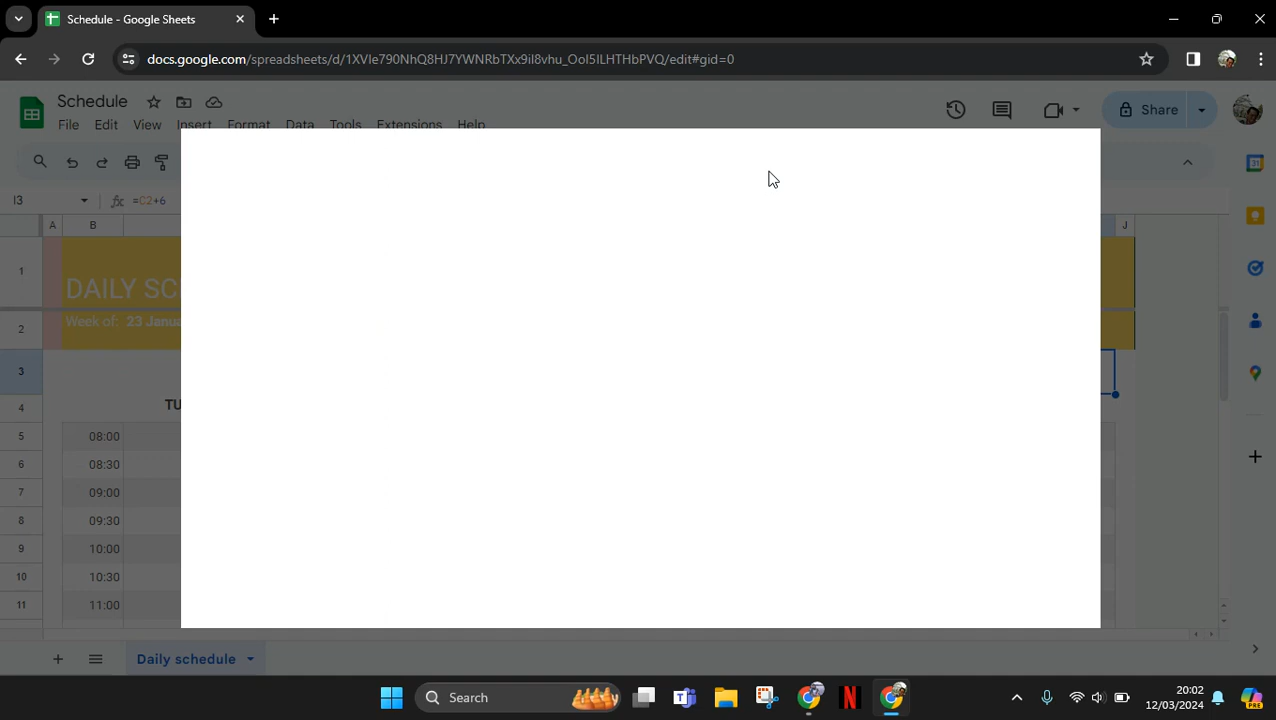 Schedule - Google Sheets
docs.google.com/spreadsheets/d/1XVle790NhQ8HJ7YWNRbTXx9il8vhu_OoI5ILHTHbPVQ/edit#gid=0
Schedule
Share
File Edit View Insert Format Data Tools Extensions Help
I3 fx =C2+6
A B J
1 DAILY SC
2 Week of: 23 Janua
3
4 TU
5 08:00
6 08:30
7 09:00
8 09:30
9 10:00
10 10:30
11 11:00
Daily schedule
Search
20:02
12/03/2024